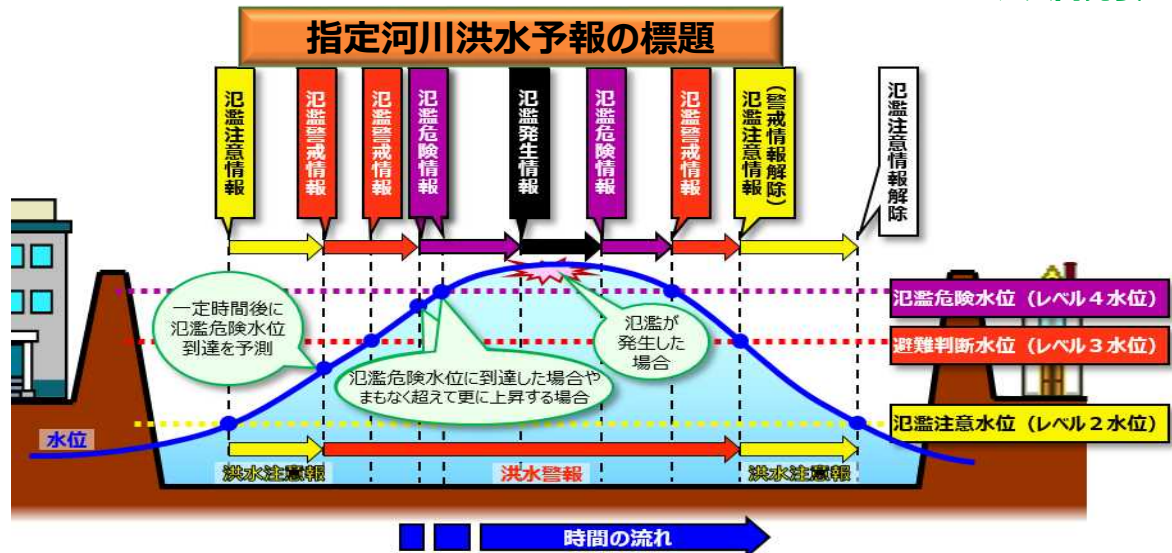 指定河川洪水予報の標題
氾濫注意情報
氾濫警戒情報
氾濫警戒情報
氾濫危険情報
氾濫発生情報
氾濫危険情報
氾濫警戒情報
(警戒情報解除)
氾濫注意情報
氾濫注意情報解除
一定時間後に
氾濫危険水位
到達を予測
氾濫が
発生した
場合
氾濫危険水位に到達した場合や
まもなく超えて更に上昇する場合
氾濫危険水位(レベル4水位)
避難判断水位(レベル3水位)
氾濫注意水位(レベル2水位)
水位
洪水注意報
洪水警報
洪水注意報
時間の流れ